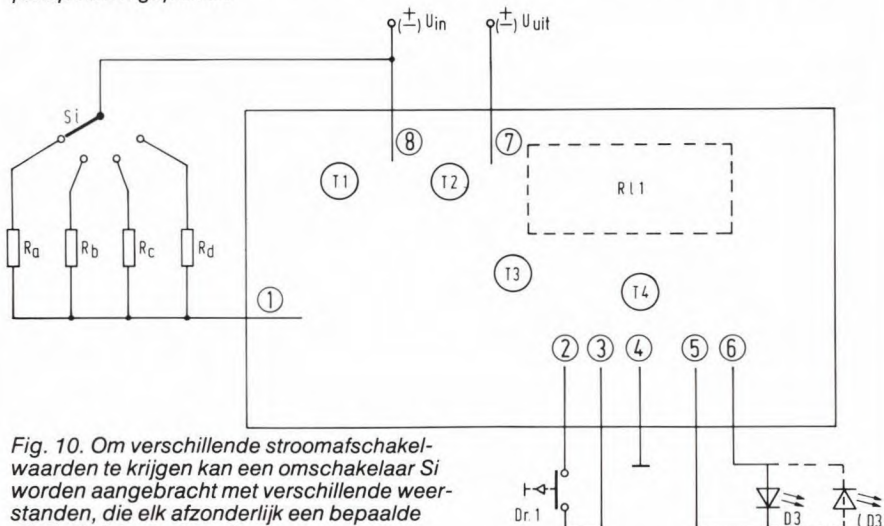 (±) Uin
(±) Uuit
Si
8
7
T1
T2
Rl1
Ra
Rb
Rc
Rd
T3
T4
1
2
3
4
5
6
Fig. 10. Om verschillende stroomafschakel-
waarden te krijgen kan een omschakelaar Si
worden aangebracht met verschillende weer-
standen, die elk afzonderlijk een bepaalde
Dr.1
D3
(D3